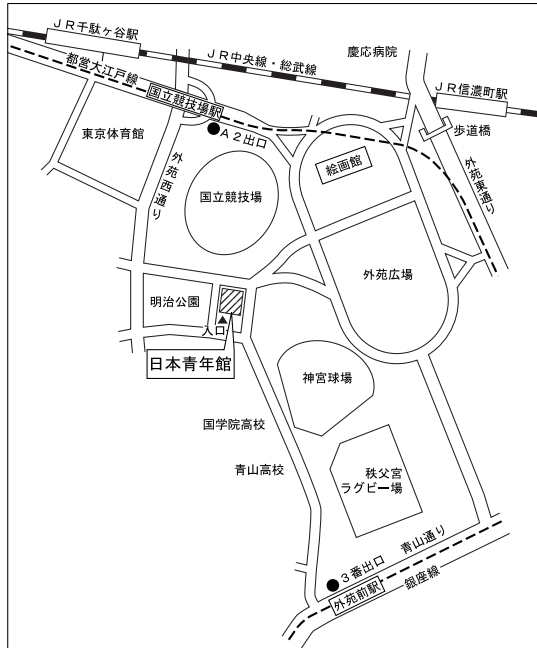 ＪＲ千駄ヶ谷駅
ＪＲ中央線・総武線
慶応病院
都営大江戸線
国立競技場駅
ＪＲ信濃町駅
Ａ２出口
歩道橋
東京体育館
外苑西通り
絵画館
外苑東通り
国立競技場
外苑広場
明治公園
入口
日本青年館
神宮球場
国学院高校
青山高校
秩父宮
ラグビー場
青山通り
３番出口
銀座線
外苑前駅